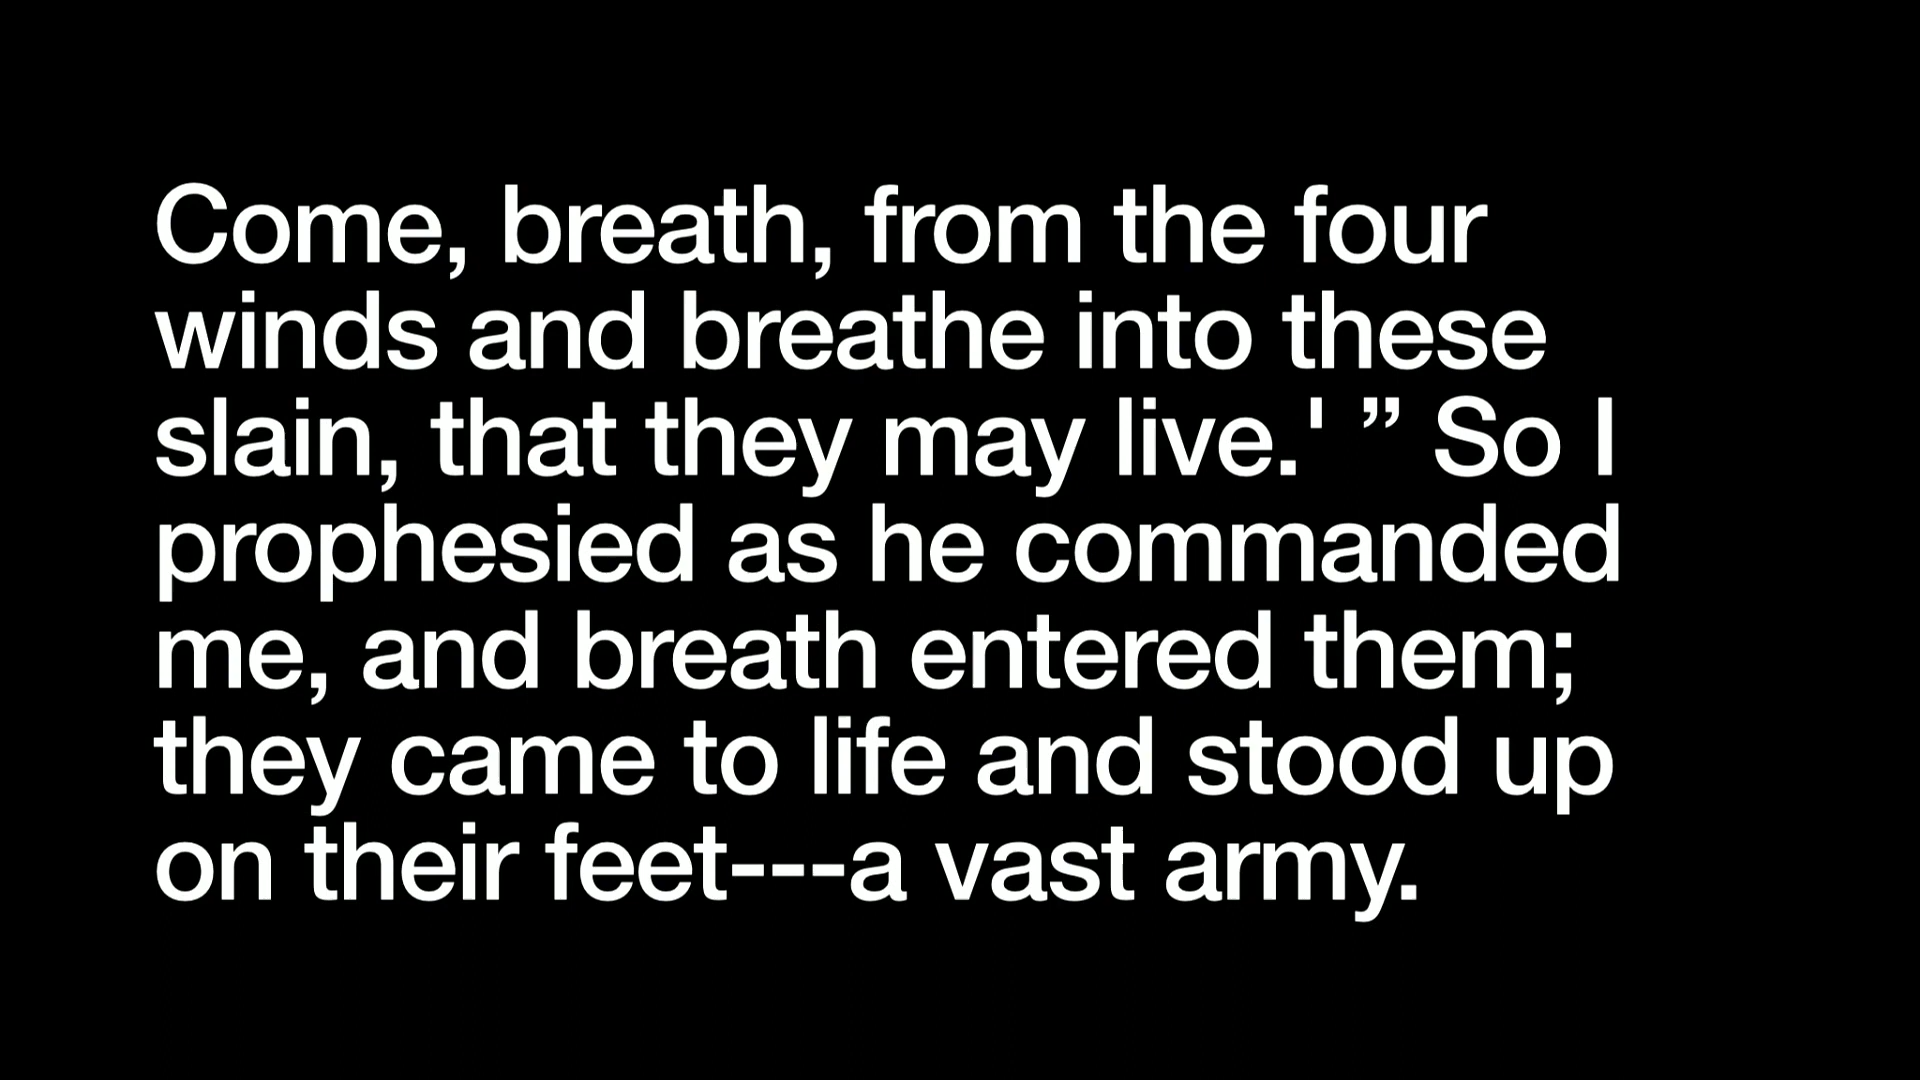 Come, breath, from the four
winds and breathe into these
slain, that they may live.' ” So I
prophesied as he commanded
me, and breath entered them;
they came to life and stood up
on their feet---a vast army.